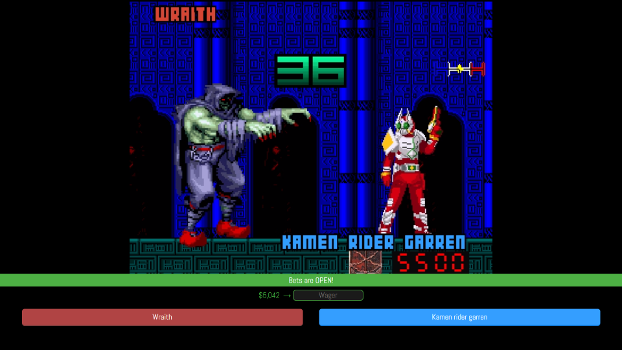 WRAITH
36
KAMEN RIDER GARREN
5500
Bets are OPEN!
$6,042 → Wager
Wraith
Kamen rider garren